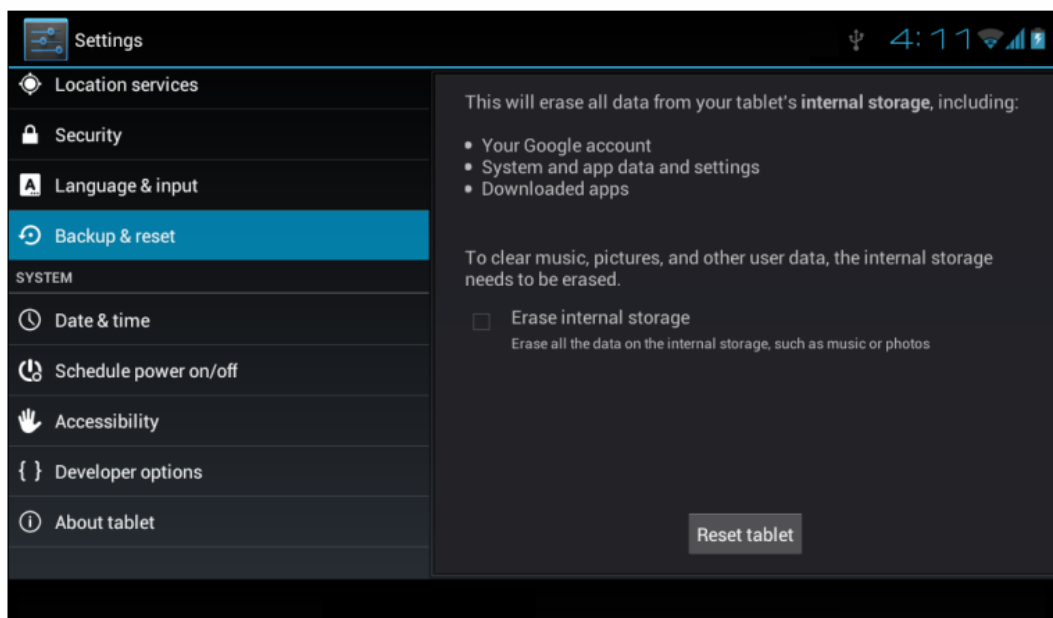 Settings
4:11
Location services
Security
Language & input
Backup & reset
SYSTEM
Date & time
Schedule power on/off
Accessibility
{ } Developer options
About tablet
This will erase all data from your tablet's internal storage, including:
• Your Google account
• System and app data and settings
• Downloaded apps
To clear music, pictures, and other user data, the internal storage
needs to be erased.
Erase internal storage
Erase all the data on the internal storage, such as music or photos
Reset tablet